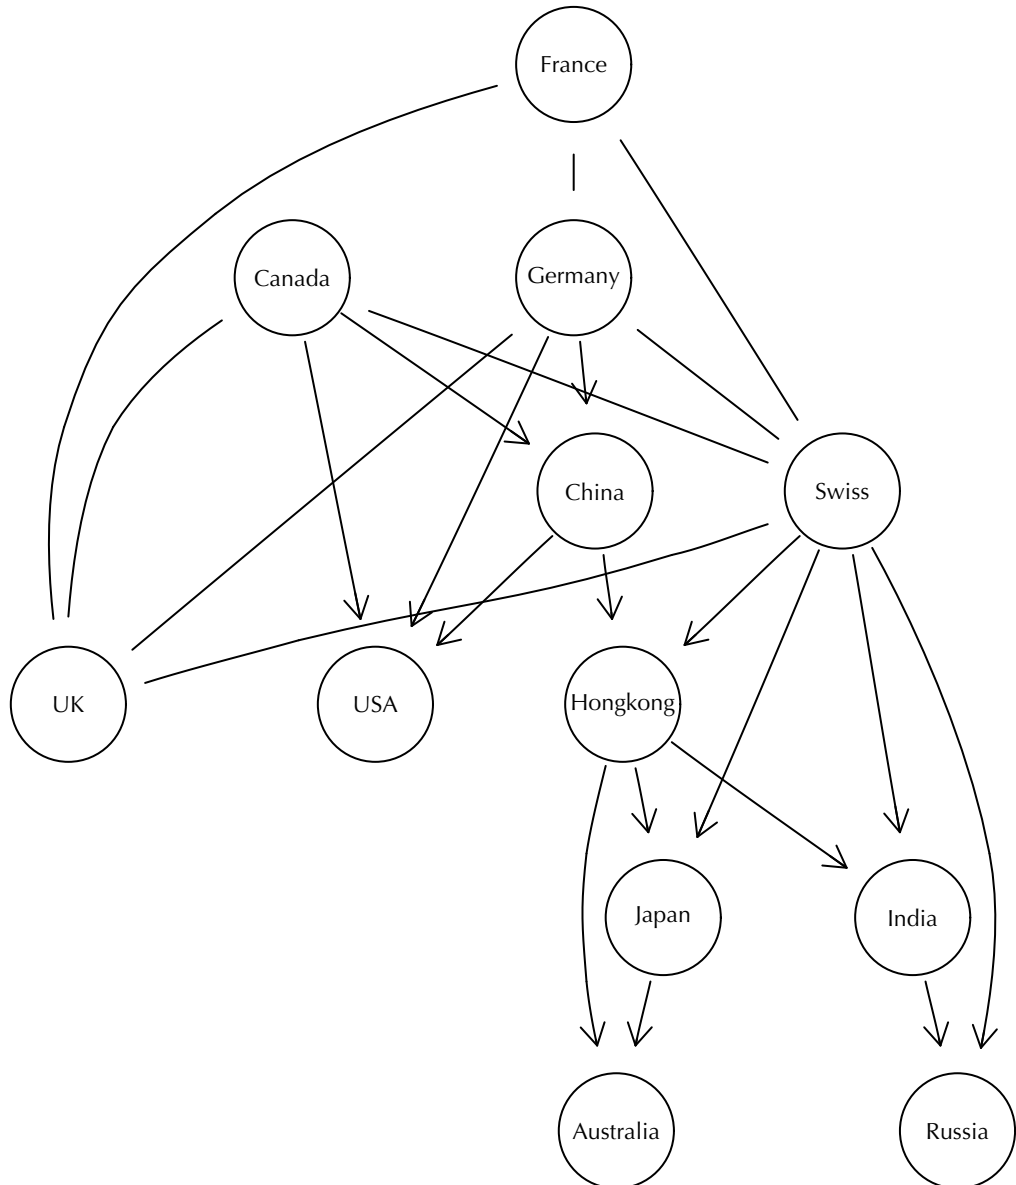 France
Canada
Germany
China
Swiss
UK
USA
Hongkong
Japan
India
Australia
Russia